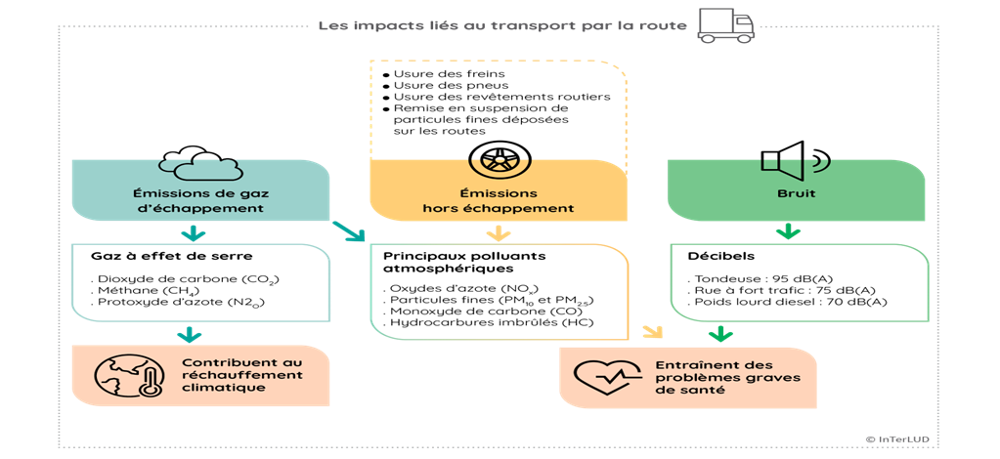 Les impacts liés au transport par la route
● Usure des freins
● Usure des pneus
● Usure des revêtements routiers
● Remise en suspension de
particules fines déposées
sur les routes
Émissions de gaz
d'échappement
Émissions
hors échappement
Bruit
Gaz à effet de serre
. Dioxyde de carbone (CO₂)
. Méthane (CH₄)
. Protoxyde d'azote (N2ₒ)
Principaux polluants
atmosphériques
. Oxydes d'azote (NOₓ)
. Particules fines (PM₁₀ et PM₂.₅)
. Monoxyde de carbone (CO)
. Hydrocarbures imbrûlés (HC)
Décibels
. Tondeuse : 95 dB(A)
. Rue à fort trafic : 75 dB(A)
. Poids lourd diesel : 70 dB(A)
Contribuent au
réchauffement
climatique
Entraînent des
problèmes graves
de santé
© InTerLUD